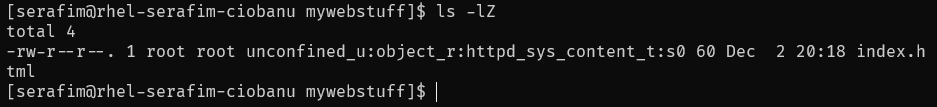 [serafim@rhel-serafim-ciobanu mywebstuff]$ ls -lZ
total 4
-rw-r--r--. 1 root root unconfined_u:object_r:httpd_sys_content_t:s0 60 Dec  2 20:18 index.h
tml
[serafim@rhel-serafim-ciobanu mywebstuff]$